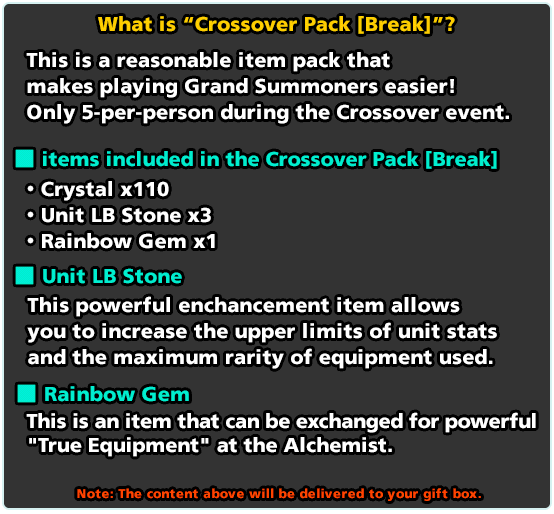 What is “Crossover Pack [Break]”?
This is a reasonable item pack that
makes playing Grand Summoners easier!
Only 5-per-person during the Crossover event.
■ items included in the Crossover Pack [Break]
• Crystal x110
• Unit LB Stone x3
• Rainbow Gem x1
■ Unit LB Stone
This powerful enchancement item allows
you to increase the upper limits of unit stats
and the maximum rarity of equipment used.
■ Rainbow Gem
This is an item that can be exchanged for powerful
"True Equipment" at the Alchemist.
Note: The content above will be delivered to your gift box.